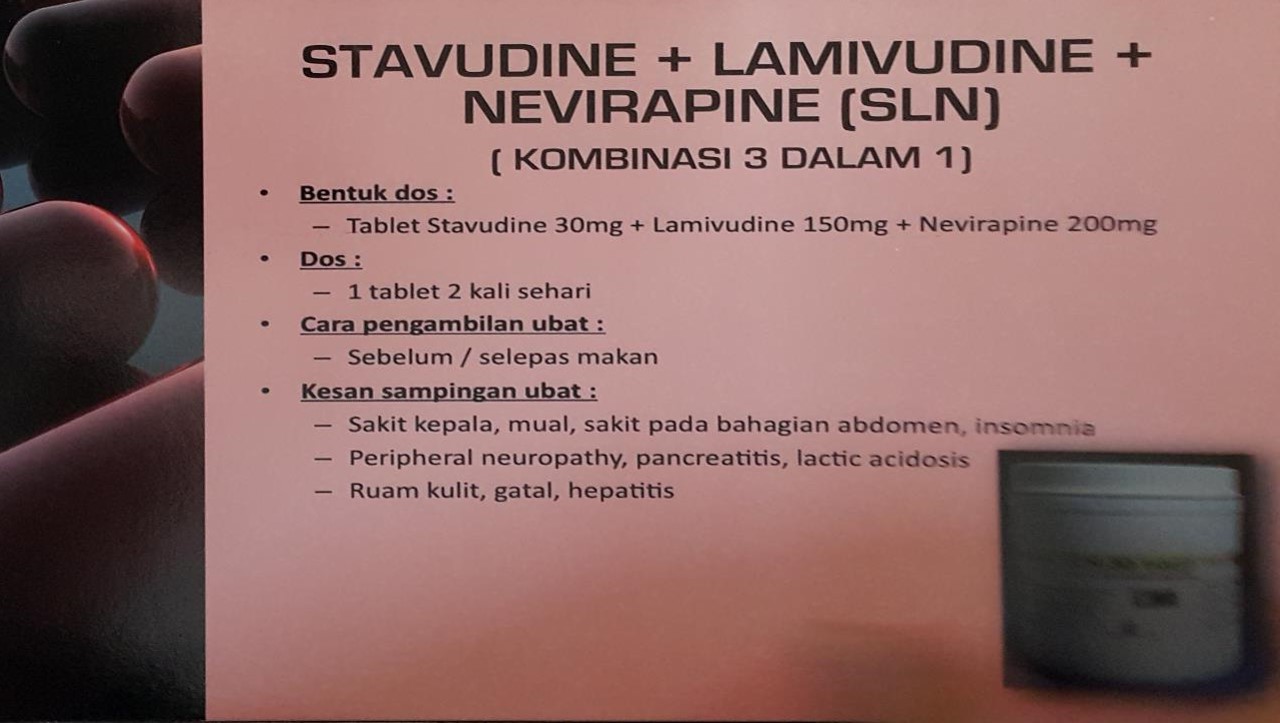 STAVUDINE + LAMIVUDINE +
NEVIRAPINE (SLN)
( KOMBINASI 3 DALAM 1)
• Bentuk dos :
– Tablet Stavudine 30mg + Lamivudine 150mg + Nevirapine 200mg
• Dos :
– 1 tablet 2 kali sehari
• Cara pengambilan ubat :
– Sebelum / selepas makan
• Kesan sampingan ubat :
– Sakit kepala, mual, sakit pada bahagian abdomen, insomnia
– Peripheral neuropathy, pancreatitis, lactic acidosis
– Ruam kulit, gatal, hepatitis